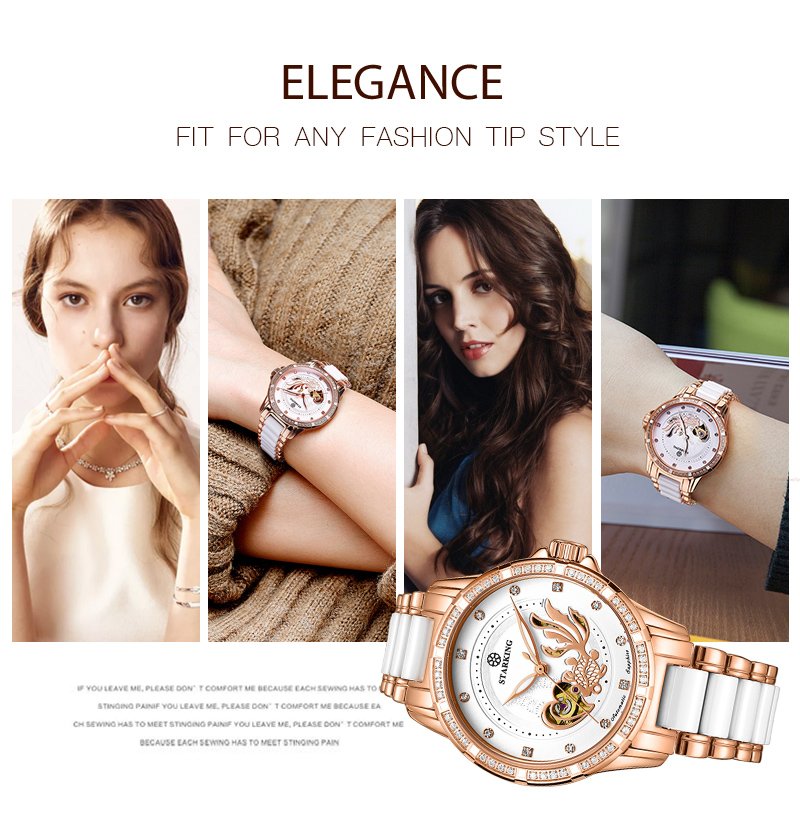 ELEGANCE
FIT FOR ANY FASHION TIP STYLE
IF YOU LEAVE ME, PLEASE DON`T COMFORT ME BECAUSE EACH SEWING HAS TO
STINGING PAINIF YOU LEAVE ME, PLEASE DON`T COMFORT ME BECAUSE EA
CH SEWING HAS TO MEET STINGING PAINIF YOU LEAVE ME, PLEASE DON`T COMFORT ME
BECAUSE EACH SEWING HAS TO MEET STINGING PAIN
STARKING
Sapphire
Automatic